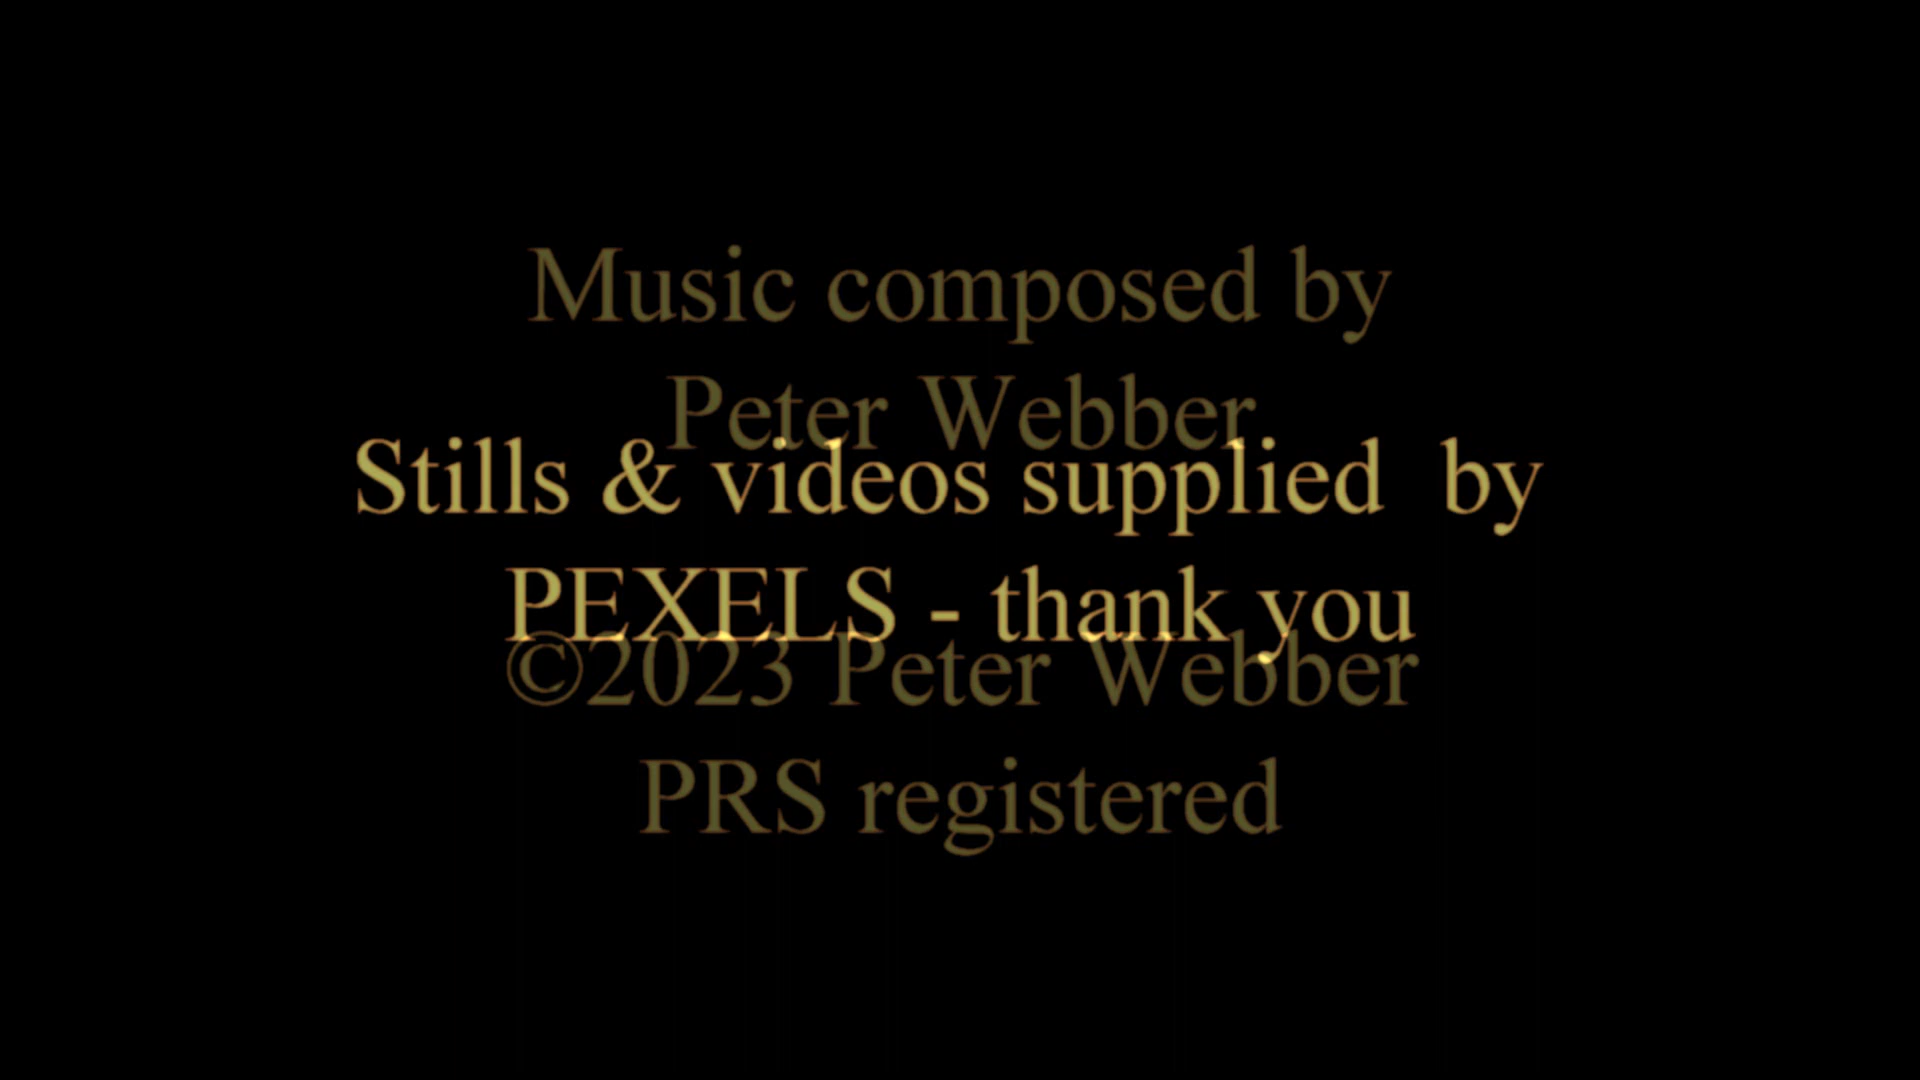 Music composed by
Peter Webber
Stills & videos supplied  by
PEXELS - thank you
©2023 Peter Webber
PRS registered